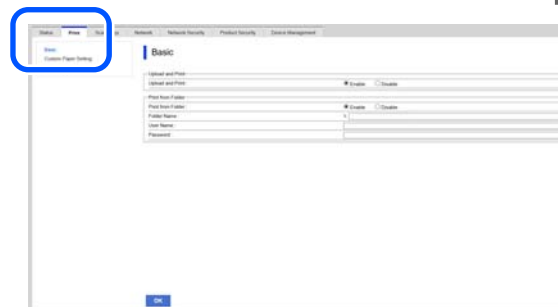 Status Print Network Network Security Product Security Device Management
Basic
Custom Paper Setting
Basic
Upload and Print
Upload and Print: Enable Disable
Print from Folder
Print from Folder: Enable Disable
Folder Name:
User Name:
Password:
OK